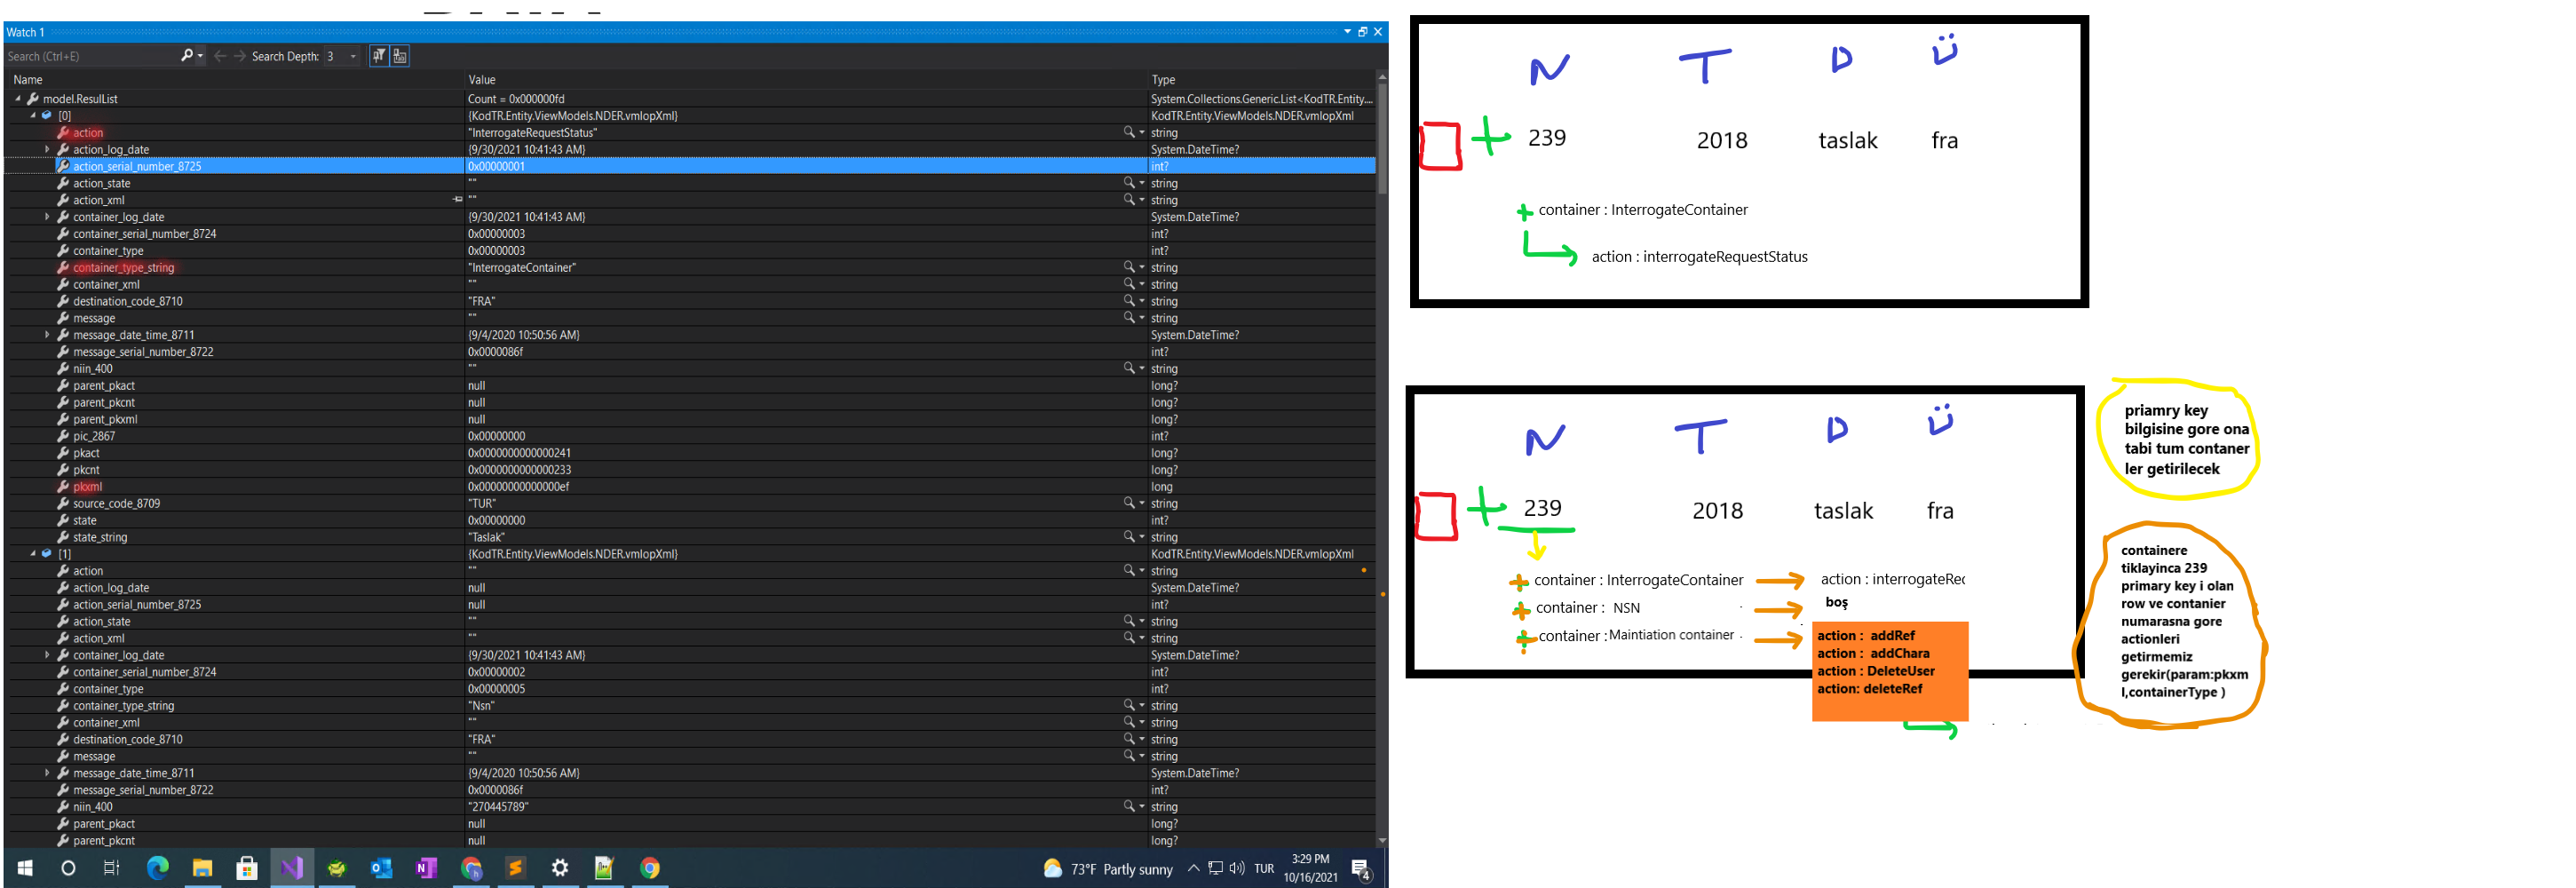 Watch 1
Search (Ctrl+E) Search Depth: 3
Name Value Type
model.ResulList Count = 0x000000fd System.Collections.Generic.List<KodTR.Entity....
[0] {KodTR.Entity.ViewModels.NDER.vmIopXml} KodTR.Entity.ViewModels.NDER.vmIopXml
action "InterrogateRequestStatus" string
action_log_date {9/30/2021 10:41:43 AM} System.DateTime?
action_serial_number_8725 0x00000001 int?
action_state "" string
action_xml "" string
container_log_date {9/30/2021 10:41:43 AM} System.DateTime?
container_serial_number_8724 0x00000003 int?
container_type 0x00000003 int?
container_type_string "InterrogateContainer" string
container_xml "" string
destination_code_8710 "FRA" string
message "" string
message_date_time_8711 {9/4/2020 10:50:56 AM} System.DateTime?
message_serial_number_8722 0x0000086f int?
niin_400 "" string
parent_pkact null long?
parent_pkcnt null long?
parent_pkxml null long?
pic_2867 0x00000000 int?
pkact 0x0000000000000241 long?
pkcnt 0x0000000000000233 long?
pkxml 0x00000000000000ef long
source_code_8709 "TUR" string
state 0x00000000 int?
state_string "Taslak" string
[1] {KodTR.Entity.ViewModels.NDER.vmIopXml} KodTR.Entity.ViewModels.NDER.vmIopXml
action "" string
action_log_date null System.DateTime?
action_serial_number_8725 null int?
action_state "" string
action_xml "" string
container_log_date {9/30/2021 10:41:43 AM} System.DateTime?
container_serial_number_8724 0x00000002 int?
container_type 0x00000005 int?
container_type_string "Nsn" string
container_xml "" string
destination_code_8710 "FRA" string
message "" string
message_date_time_8711 {9/4/2020 10:50:56 AM} System.DateTime?
message_serial_number_8722 0x0000086f int?
niin_400 "270445789" string
parent_pkact null long?
parent_pkcnt null long?
73°F Partly sunny TUR 3:29 PM
10/16/2021 4
N T D Ü
+ 239 2018 taslak fra
+ container : InterrogateContainer
action : interrogateRequestStatus
N T D Ü
+ 239 2018 taslak fra
+ container : InterrogateContainer action : interrogateRec
+ container : NSN boş
+ container : Maintiation container
action : addRef
action : addChara
action : DeleteUser
action: deleteRef
priamry key
bilgisine gore ona
tabi tum contaner
ler getirilecek
containere
tiklayinca 239
primary key i olan
row ve contanier
numarasna gore
actionleri
getirmemiz
gerekir(param:pkxm
l,containerType )